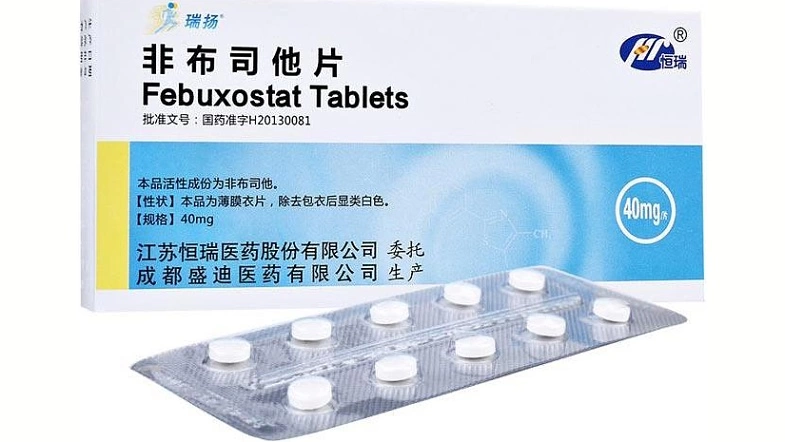 瑞扬®
非布司他片
Febuxostat Tablets
批准文号：国药准字H20130081
本品活性成份为非布司他。
【性状】本品为薄膜衣片，除去包衣后显类白色。
【规格】40mg
江苏恒瑞医药股份有限公司 委托
成都盛迪医药有限公司 生产
恒瑞®
40mg/片
CH₃